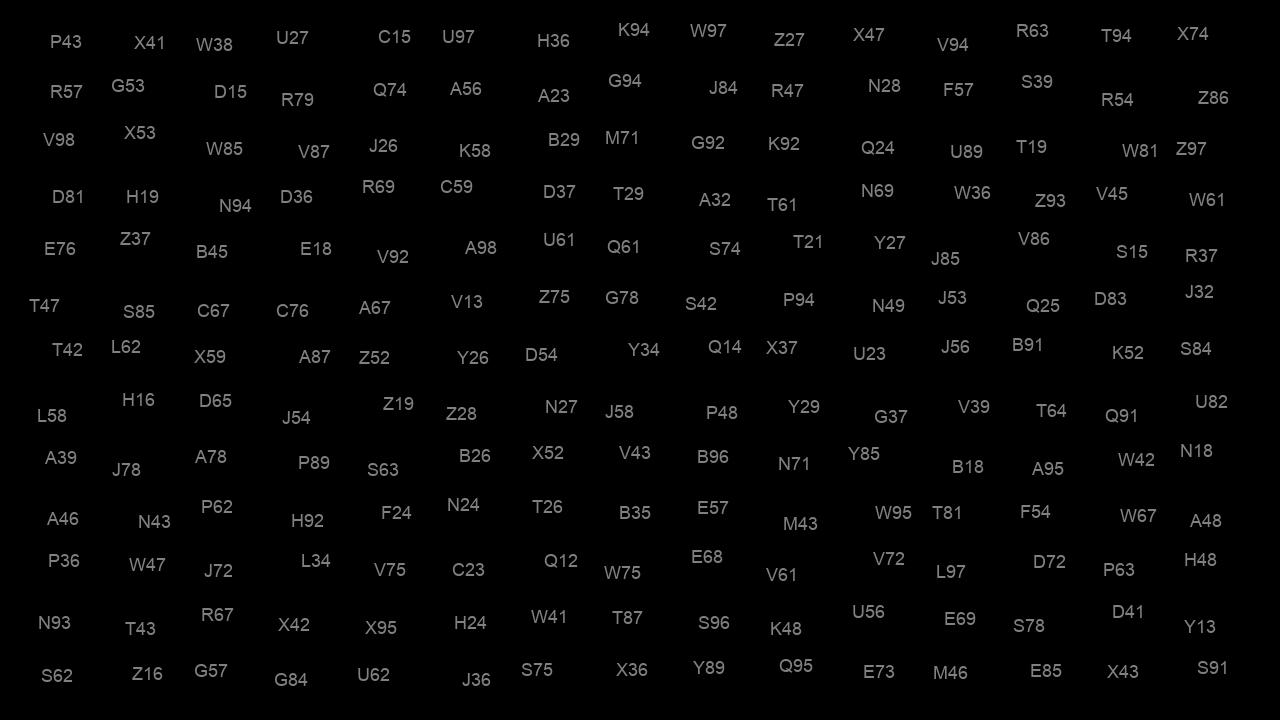 P43 X41 W38 U27 C15 U97 H36 K94 W97 Z27 X47 V94 R63 T94 X74
R57 G53 D15 R79 Q74 A56 A23 G94 J84 R47 N28 F57 S39 R54 Z86
V98 X53 W85 V87 J26 K58 B29 M71 G92 K92 Q24 U89 T19 W81 Z97
D81 H19 N94 D36 R69 C59 D37 T29 A32 T61 N69 W36 Z93 V45 W61
E76 Z37 B45 E18 V92 A98 U61 Q61 S74 T21 Y27 J85 V86 S15 R37
T47 S85 C67 C76 A67 V13 Z75 G78 S42 P94 N49 J53 Q25 D83 J32
T42 L62 X59 A87 Z52 Y26 D54 Y34 Q14 X37 U23 J56 B91 K52 S84
L58 H16 D65 J54 Z19 Z28 N27 J58 P48 Y29 G37 V39 T64 Q91 U82
A39 J78 A78 P89 S63 B26 X52 V43 B96 N71 Y85 B18 A95 W42 N18
A46 N43 P62 H92 F24 N24 T26 B35 E57 M43 W95 T81 F54 W67 A48
P36 W47 J72 L34 V75 C23 Q12 W75 E68 V61 V72 L97 D72 P63 H48
N93 T43 R67 X42 X95 H24 W41 T87 S96 K48 U56 E69 S78 D41 Y13
S62 Z16 G57 G84 U62 J36 S75 X36 Y89 Q95 E73 M46 E85 X43 S91